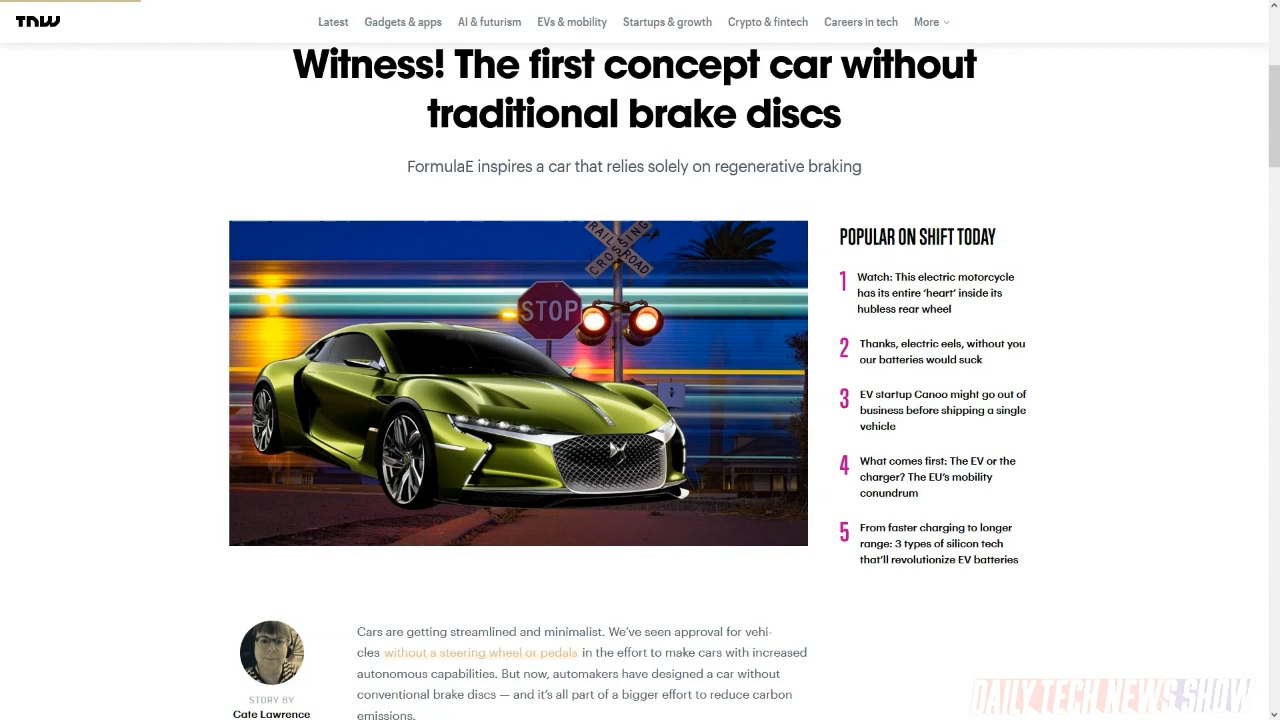 TNW
Latest Gadgets & apps AI & futurism EVs & mobility Startups & growth Crypto & fintech Careers in tech More
Witness! The first concept car without
traditional brake discs
FormulaE inspires a car that relies solely on regenerative braking
RAILROAD
CROSSING
STOP
POPULAR ON SHIFT TODAY
1 Watch: This electric motorcycle
has its entire ‘heart’ inside its
hubless rear wheel
2 Thanks, electric eels, without you
our batteries would suck
3 EV startup Canoo might go out of
business before shipping a single
vehicle
4 What comes first: The EV or the
charger? The EU’s mobility
conundrum
5 From faster charging to longer
range: 3 types of silicon tech
that’ll revolutionize EV batteries
Cars are getting streamlined and minimalist. We’ve seen approval for vehi-
cles without a steering wheel or pedals in the effort to make cars with increased
autonomous capabilities. But now, automakers have designed a car without
conventional brake discs — and it’s all part of a bigger effort to reduce carbon
emissions.
STORY BY
Cate Lawrence
DAILY TECH NEWS SHOW